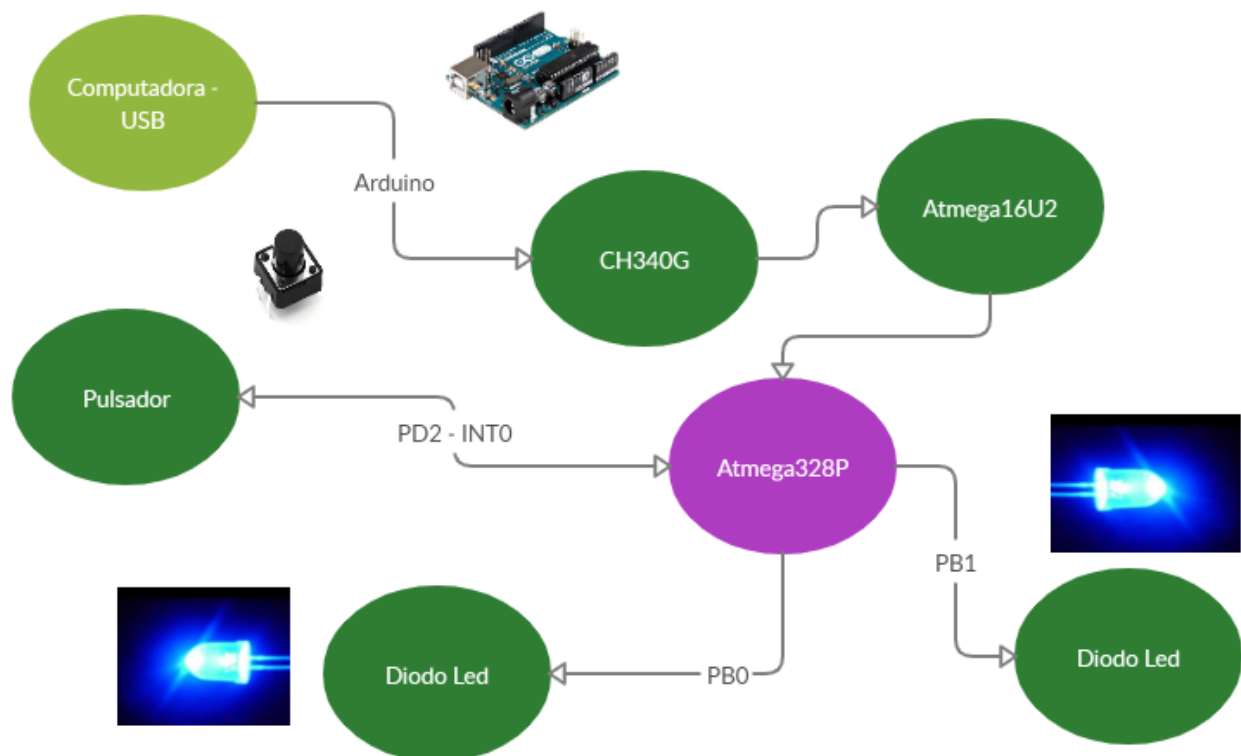 Computadora -
USB
Arduino
CH340G
Atmega16U2
Pulsador
PD2 - INT0
Atmega328P
PB1
Diodo Led
PB0
Diodo Led